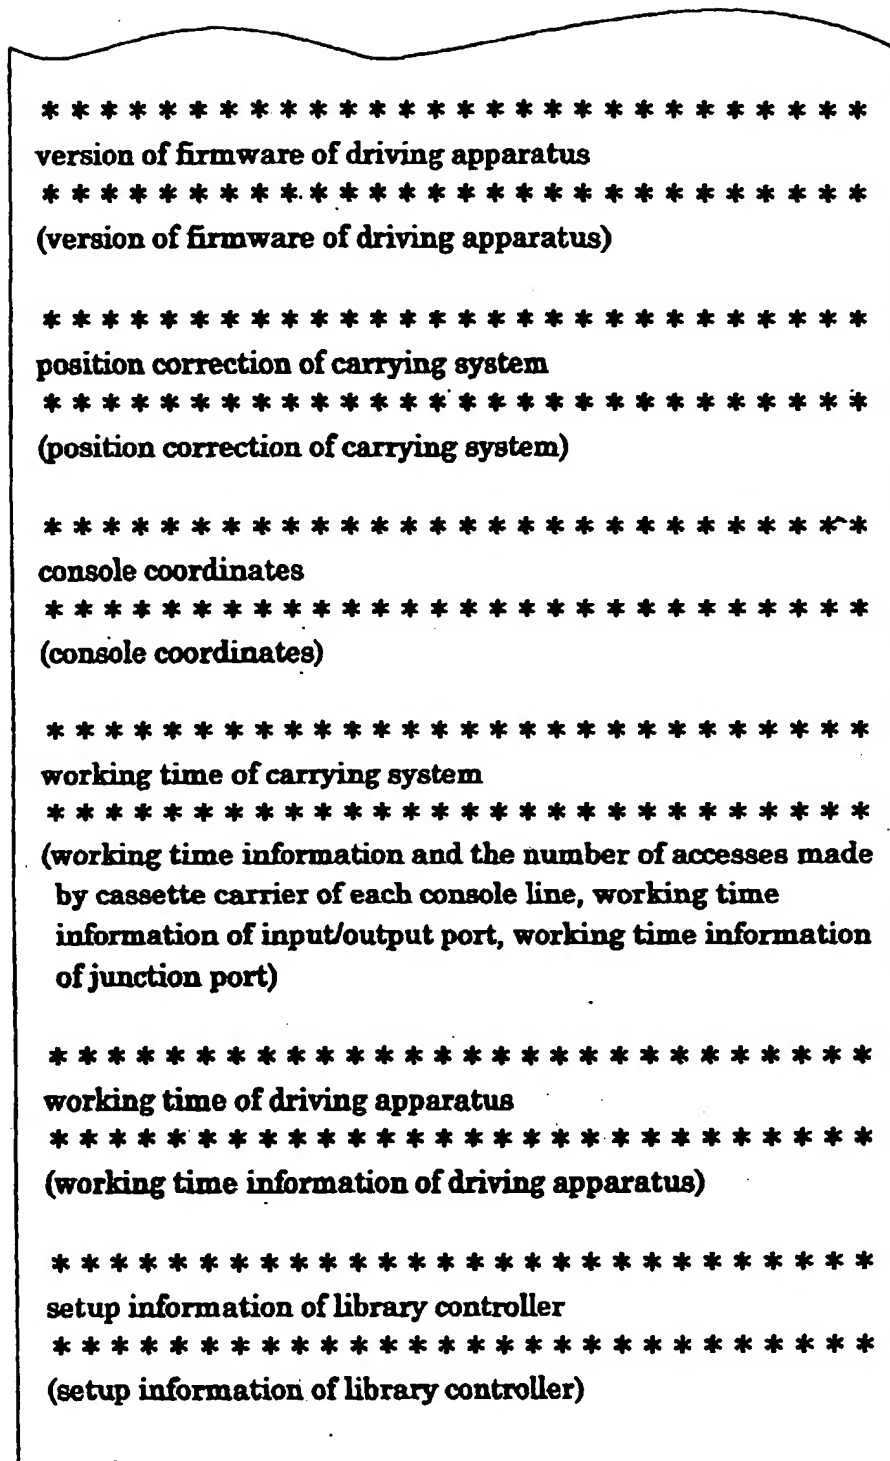 * * * * * * * * * * * * * * * * * * * * * * * * * * * *
version of firmware of driving apparatus
* * * * * * * * * * * * * * * * * * * * * * * * * * * *
(version of firmware of driving apparatus)
* * * * * * * * * * * * * * * * * * * * * * * * * * * *
position correction of carrying system
* * * * * * * * * * * * * * * * * * * * * * * * * * * *
(position correction of carrying system)
* * * * * * * * * * * * * * * * * * * * * * * * * * * *
console coordinates
* * * * * * * * * * * * * * * * * * * * * * * * * * * *
(console coordinates)
* * * * * * * * * * * * * * * * * * * * * * * * * * * *
working time of carrying system
* * * * * * * * * * * * * * * * * * * * * * * * * * * *
(working time information and the number of accesses made
by cassette carrier of each console line, working time
information of input/output port, working time information
of junction port)
* * * * * * * * * * * * * * * * * * * * * * * * * * * *
working time of driving apparatus
* * * * * * * * * * * * * * * * * * * * * * * * * * * *
(working time information of driving apparatus)
* * * * * * * * * * * * * * * * * * * * * * * * * * * *
setup information of library controller
* * * * * * * * * * * * * * * * * * * * * * * * * * * *
(setup information of library controller)